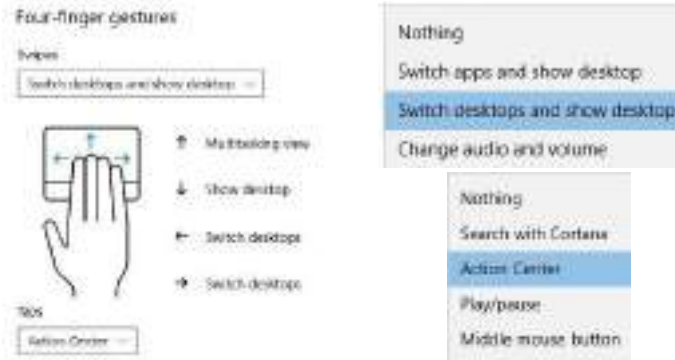 Four-finger gestures
Swipes
Switch desktops and show desktop
↑ Multitasking view
↓ Show desktop
← Switch desktops
→ Switch desktops
Taps
Action Center
Nothing
Switch apps and show desktop
Switch desktops and show desktop
Change audio and volume
Nothing
Search with Cortana
Action Center
Play/pause
Middle mouse button